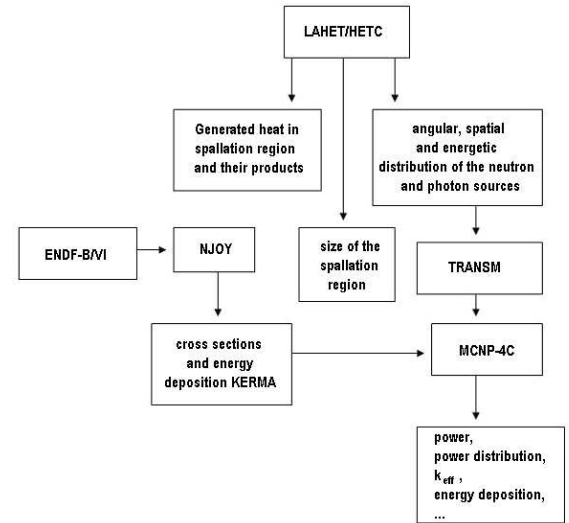 LAHET/HETC
Generated heat in
spallation region
and their products
angular, spatial
and energetic
distribution of the neutron
and photon sources
ENDF-B/VI
NJOY
size of the
spallation
region
TRANSM
cross sections
and energy
deposition KERMA
MCNP-4C
power,
power distribution,
k eff ,
energy deposition,
...